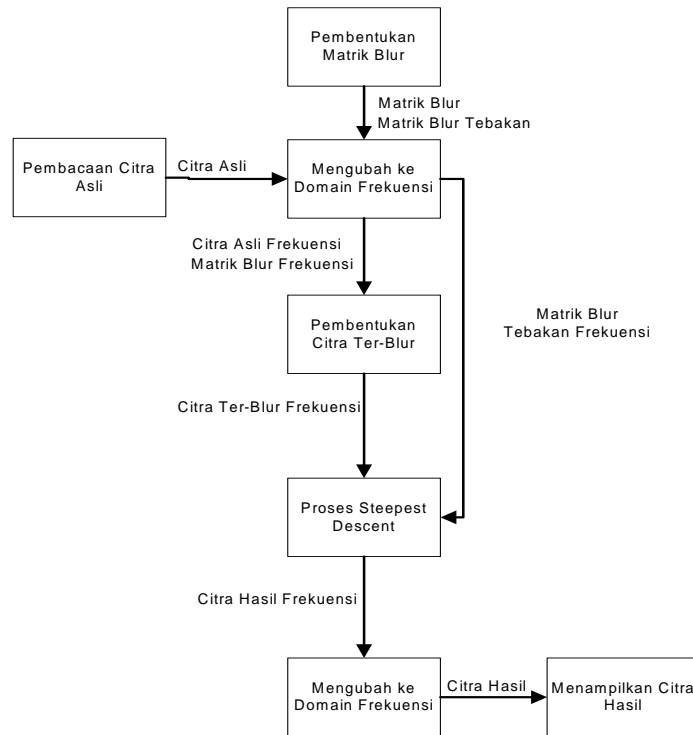 Pembentukan
Matrik Blur
Matrik Blur
Matrik Blur Tebakan
Pembacaan Citra
Asli
Citra Asli
Mengubah ke
Domain Frekuensi
Citra Asli Frekuensi
Matrik Blur Frekuensi
Pembentukan
Citra Ter-Blur
Matrik Blur
Tebakan Frekuensi
Citra Ter-Blur Frekuensi
Proses Steepest
Descent
Citra Hasil Frekuensi
Mengubah ke
Domain Frekuensi
Citra Hasil
Menampilkan Citra
Hasil